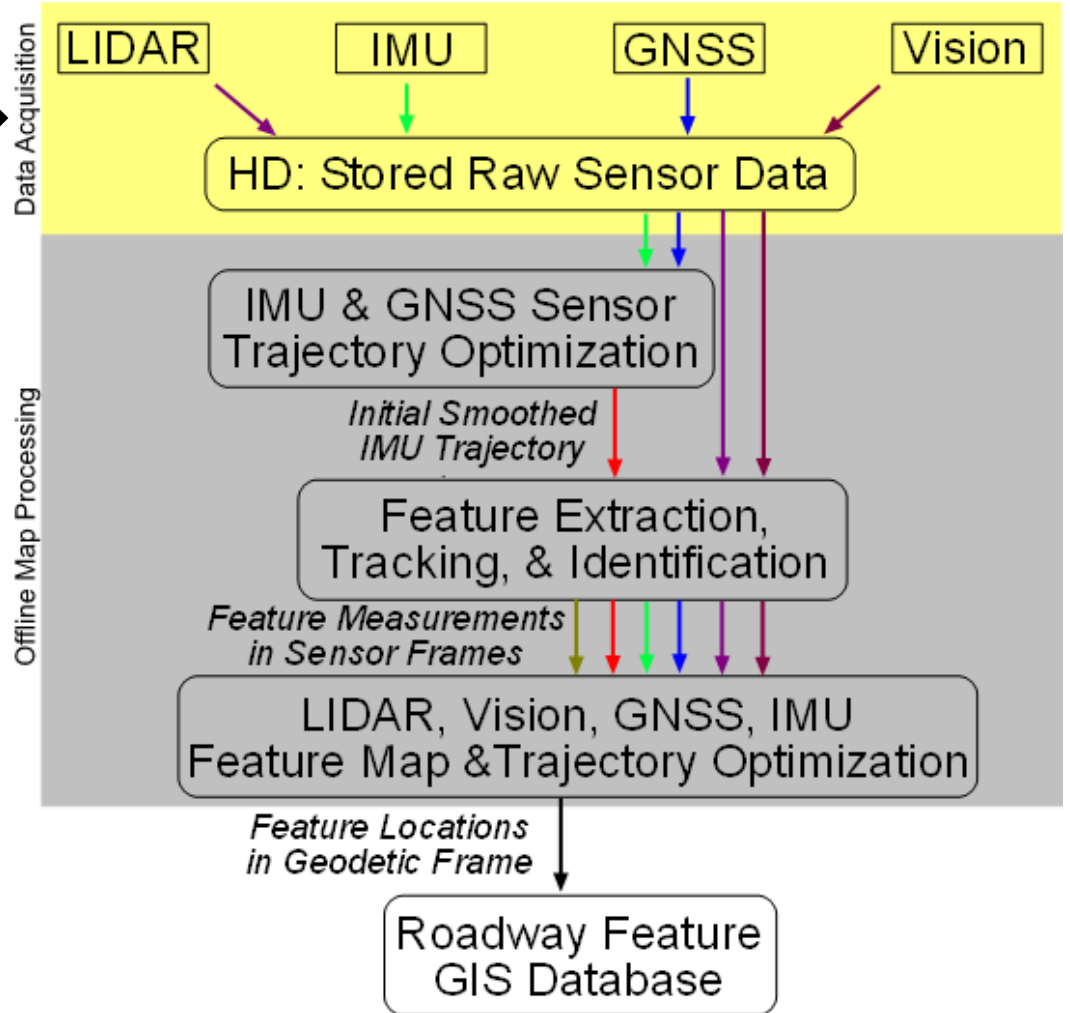 LIDAR
IMU
GNSS
Vision
Data Acquisition
HD: Stored Raw Sensor Data
IMU & GNSS Sensor
Trajectory Optimization
Initial Smoothed
IMU Trajectory
Offline Map Processing
Feature Extraction,
Tracking, & Identification
Feature Measurements
in Sensor Frames
LIDAR, Vision, GNSS, IMU
Feature Map &Trajectory Optimization
Feature Locations
in Geodetic Frame
Roadway Feature
GIS Database